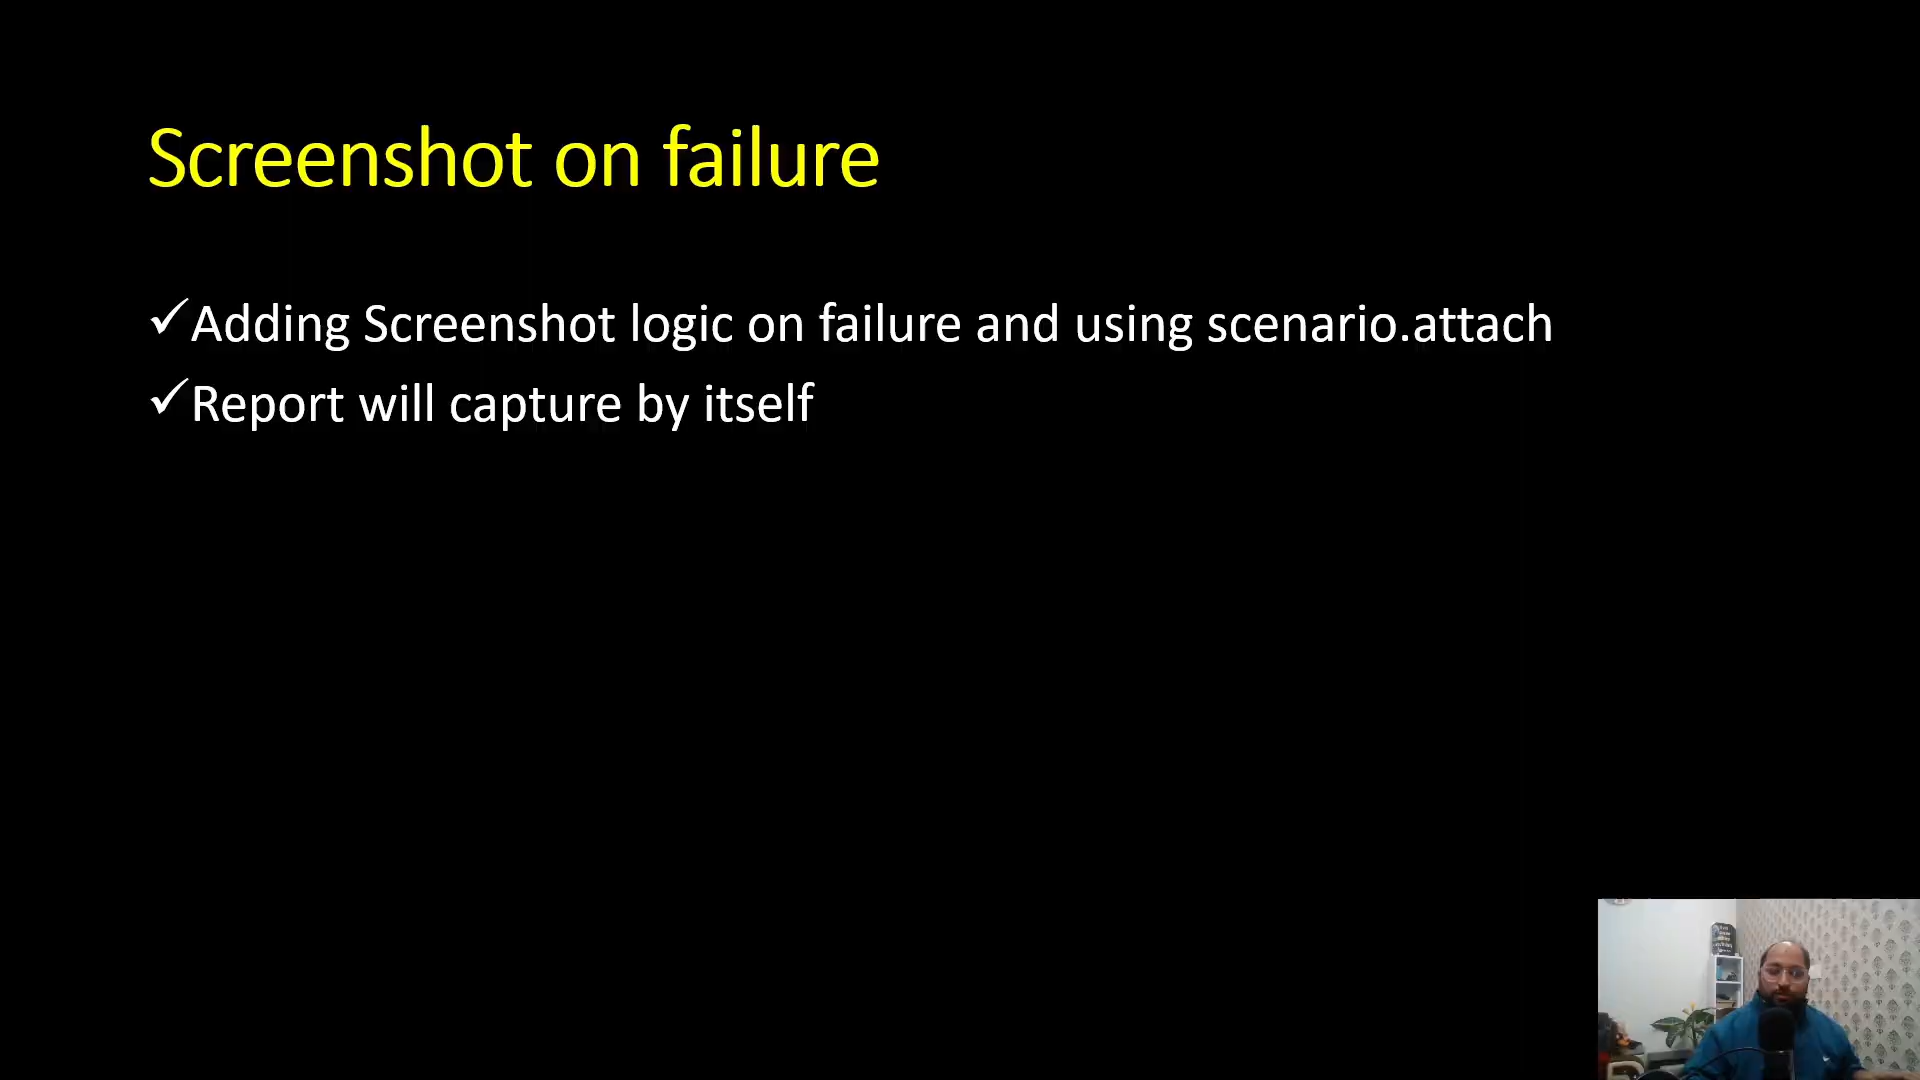 Screenshot on failure
✓Adding Screenshot logic on failure and using scenario.attach
✓Report will capture by itself